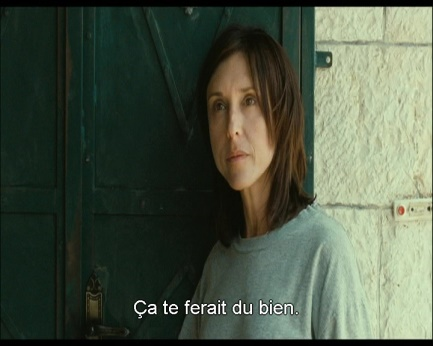 Ça te ferait du bien.